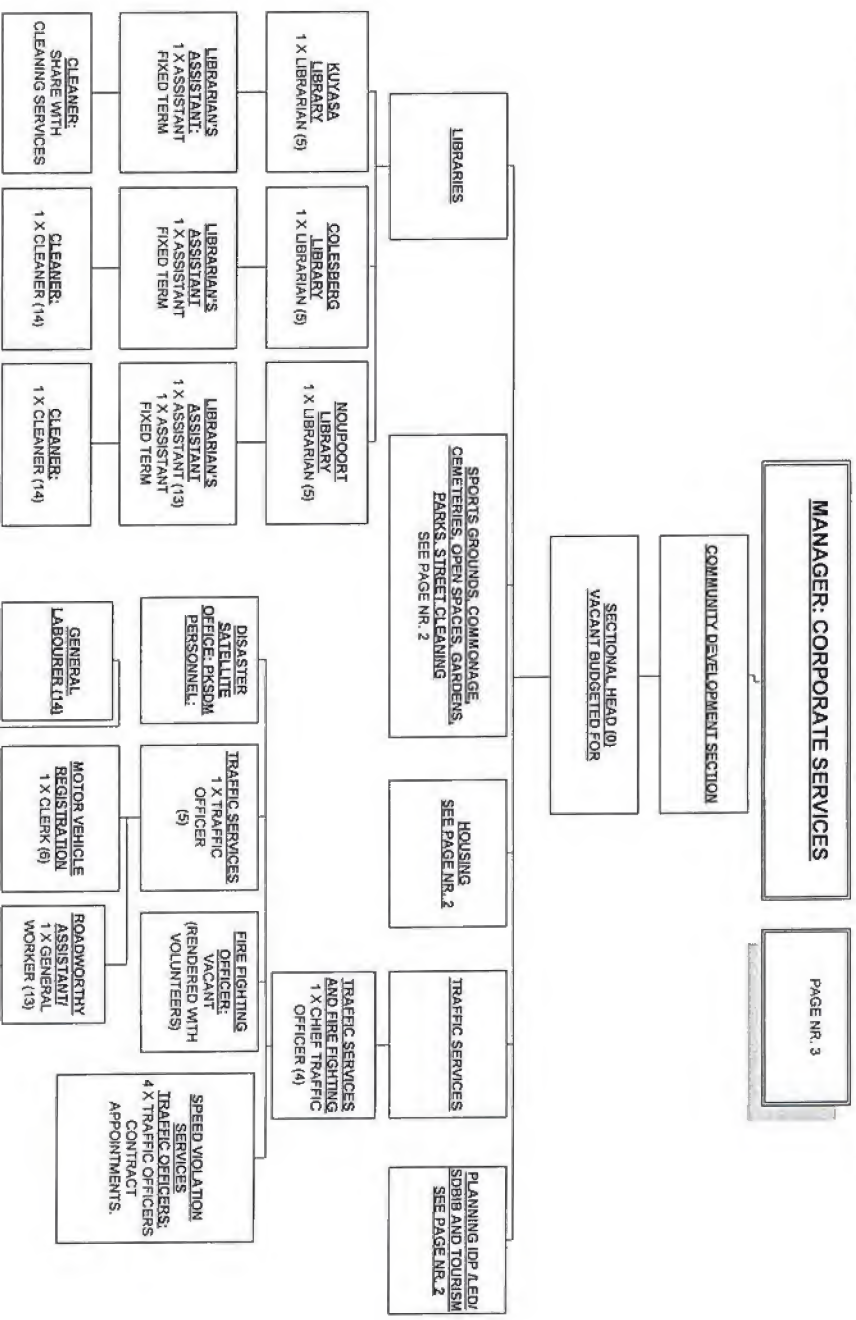 MANAGER: CORPORATE SERVICES
PAGE NR. 3
COMMUNITY DEVELOPMENT SECTION
SECTIONAL HEAD (0)
VACANT BUDGETED FOR
LIBRARIES
SPORTS GROUNDS, COMMONAGE,
CEMETERIES, OPEN SPACES, GARDENS,
PARKS, STREET CLEANING
SEE PAGE NR. 2
HOUSING
SEE PAGE NR. 2
TRAFFIC SERVICES
PLANNING IDP /LED/
SDBIB AND TOURISM
SEE PAGE NR. 2
KUYASA
LIBRARY
1 X LIBRARIAN (5)
COLESBERG
LIBRARY
1 X LIBRARIAN (5)
NOUPOORT
LIBRARY
1 X LIBRARIAN (5)
TRAFFIC SERVICES
AND FIRE FIGHTING
1 X CHIEF TRAFFIC
OFFICER (4)
LIBRARIAN'S
ASSISTANT:
1 X ASSISTANT
FIXED TERM
LIBRARIAN'S
ASSISTANT
1 X ASSISTANT
FIXED TERM
LIBRARIAN'S
ASSISTANT
1 X ASSISTANT (13)
1 X ASSISTANT
FIXED TERM
DISASTER
SATELLITE
OFFICE: PKSDM
PERSONNEL:
TRAFFIC SERVICES
1 X TRAFFIC
OFFICER
(5)
FIRE FIGHTING
OFFICER:
VACANT
(RENDERED WITH
VOLUNTEERS)
SPEED VIOLATION
SERVICES
TRAFFIC OFFICERS:
4 X TRAFFIC OFFICERS
CONTRACT
APPOINTMENTS.
CLEANER:
SHARE WITH
CLEANING SERVICES
CLEANER:
1 X CLEANER (14)
CLEANER:
1 X CLEANER (14)
GENERAL
LABOURER (14)
MOTOR VEHICLE
REGISTRATION
1 X CLERK (6)
ROADWORTHY
ASSISTANT/
1 X GENERAL
WORKER (13)